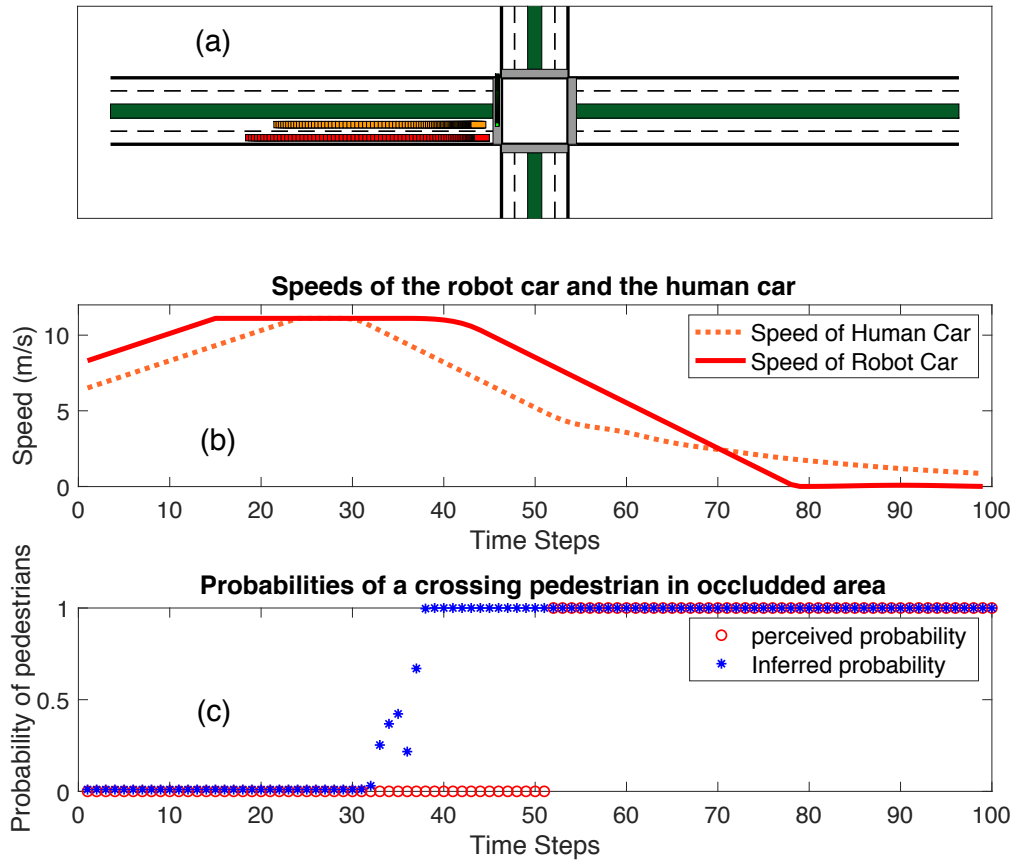 (a)
Speeds of the robot car and the human car
Speed (m/s)
10
5
0
Speed of Human Car
Speed of Robot Car
(b)
0 10 20 30 40 50 60 70 80 90 100
Time Steps
Probabilities of a crossing pedestrian in occludded area
Probability of pedestrians
1
0.5
0
perceived probability
Inferred probability
(c)
0 10 20 30 40 50 60 70 80 90 100
Time Steps